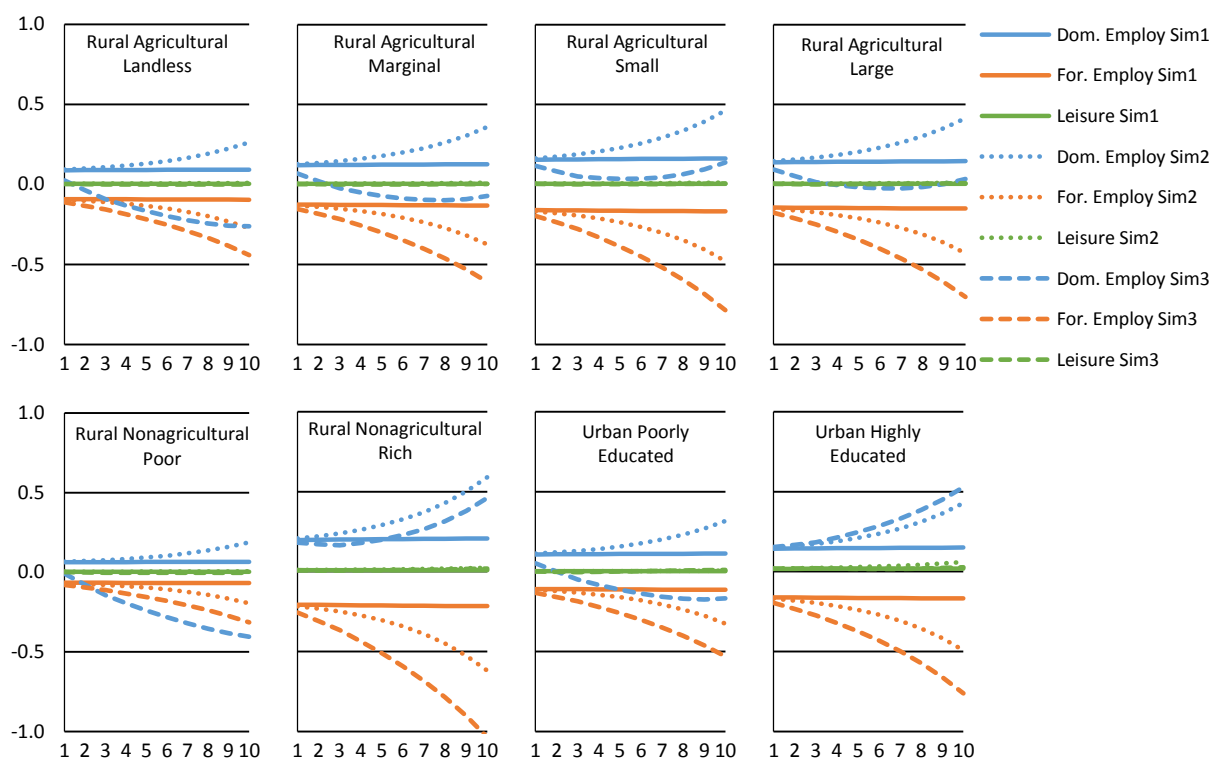 1.0
0.5
0.0
-0.5
-1.0
Rural Agricultural
Landless
Rural Agricultural
Marginal
Rural Agricultural
Small
Rural Agricultural
Large
1 2 3 4 5 6 7 8 9 10
1 2 3 4 5 6 7 8 9 10
1 2 3 4 5 6 7 8 9 10
1 2 3 4 5 6 7 8 9 10
Dom. Employ Sim1
For. Employ Sim1
Leisure Sim1
Dom. Employ Sim2
For. Employ Sim2
Leisure Sim2
Dom. Employ Sim3
For. Employ Sim3
Leisure Sim3
1.0
0.5
0.0
-0.5
-1.0
Rural Nonagricultural
Poor
Rural Nonagricultural
Rich
Urban Poorly
Educated
Urban Highly
Educated
1 2 3 4 5 6 7 8 9 10
1 2 3 4 5 6 7 8 9 10
1 2 3 4 5 6 7 8 9 10
1 2 3 4 5 6 7 8 9 10